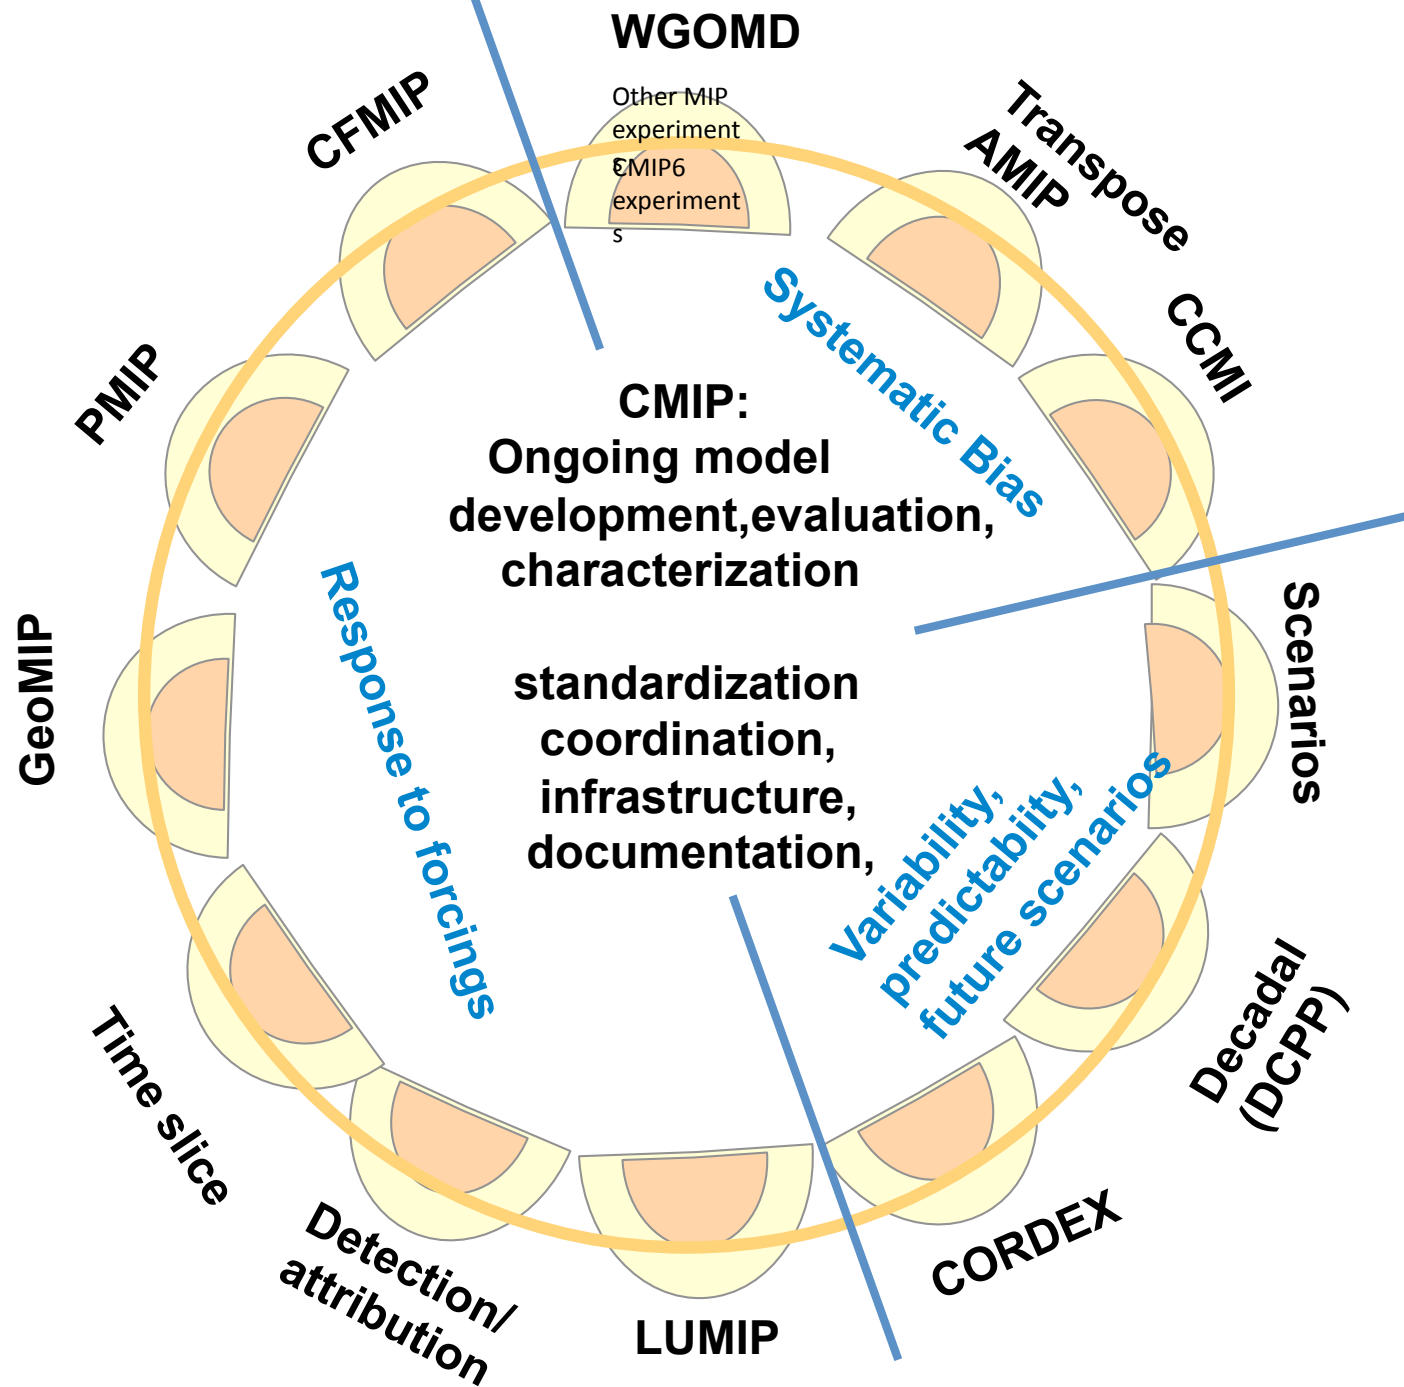 WGOMD
Other MIP
experiment
s
CMIP6
experiment
s
Transpose
AMIP
CCMI
Scenarios
Decadal
(DCPP)
CORDEX
LUMIP
Detection/
attribution
Time slice
GeoMIP
PMIP
CFMIP
Systematic Bias
Variability,
predictabiity,
future scenarios
Response to forcings
CMIP:
Ongoing model
development,evaluation,
characterization
standardization
coordination,
infrastructure,
documentation,